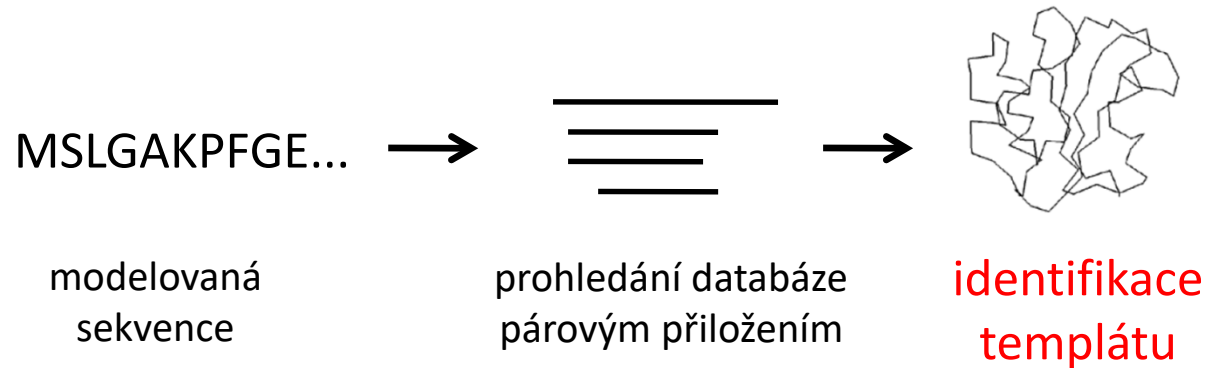 MSLGAKPFGE...
modelovaná
sekvence
prohledání databáze
párovým přiložením
identifikace
templátu